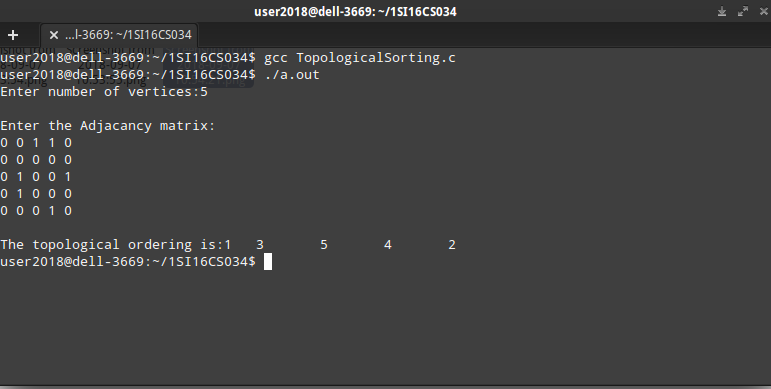 user2018@dell-3669: ~/1SI16CS034
...l-3669: ~/1SI16CS034
user2018@dell-3669:~/1SI16CS034$ gcc TopologicalSorting.c
user2018@dell-3669:~/1SI16CS034$ ./a.out
Enter number of vertices:5
Enter the Adjacancy matrix:
0 0 1 1 0
0 0 0 0 0
0 1 0 0 1
0 1 0 0 0
0 0 0 1 0
The topological ordering is:1 3 5 4 2
user2018@dell-3669:~/1SI16CS034$